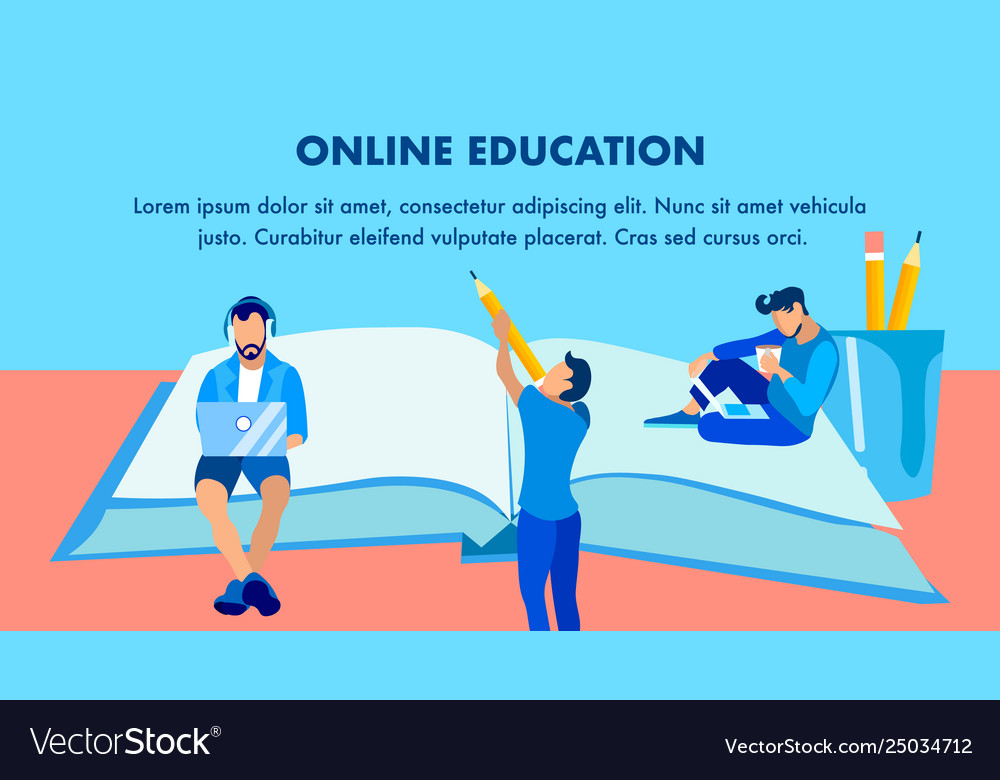 ONLINE EDUCATION
Lorem ipsum dolor sit amet, consectetur adipiscing elit. Nunc sit amet vehicula
justo. Curabitur eleifend vulputate placerat. Cras sed cursus orci.
VectorStock®
VectorStock.com/25034712